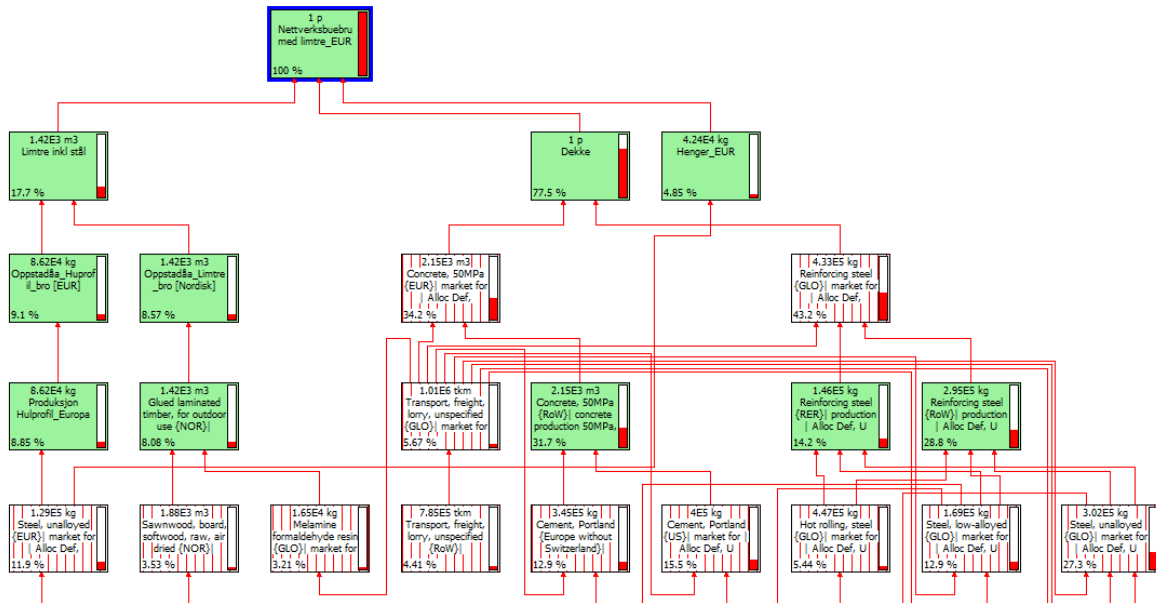 1 p
Nettverksbuebru
med limtre_EUR
100 %
1.42E3 m3
Limtre inkl stål
17.7 %
1 p
Dekke
77.5 %
4.24E4 kg
Henger_EUR
4.85 %
8.62E4 kg
Oppstadåa_Huprof
il_bro [EUR]
9.1 %
1.42E3 m3
Oppstadåa_Limtre
_bro [Nordisk]
8.57 %
2.15E3 m3
Concrete, 50MPa
{EUR}| market for
| Alloc Def,
34.2 %
4.33E5 kg
Reinforcing steel
{GLO}| market for
| Alloc Def,
43.2 %
8.62E4 kg
Produksjon
Hulprofil_Europa
8.85 %
1.42E3 m3
Glued laminated
timber, for outdoor
use {NOR}|
8.08 %
1.01E6 tkm
Transport, freight,
lorry, unspecified
{GLO}| market for
5.67 %
2.15E3 m3
Concrete, 50MPa
{RoW}| concrete
production 50MPa,
31.7 %
1.46E5 kg
Reinforcing steel
{RER}| production
| Alloc Def, U
14.2 %
2.95E5 kg
Reinforcing steel
{RoW}| production
| Alloc Def, U
28.8 %
1.29E5 kg
Steel, unalloyed
{EUR}| market for
| Alloc Def,
11.9 %
1.88E3 m3
Sawnwood, board,
softwood, raw, air
dried {NOR}|
3.53 %
1.65E4 kg
Melamine
formaldehyde resin
{GLO}| market for
3.21 %
7.85E5 tkm
Transport, freight,
lorry, unspecified
{RoW}|
4.41 %
3.45E5 kg
Cement, Portland
{Europe without
Switzerland}|
12.9 %
4E5 kg
Cement, Portland
{US}| market for |
Alloc Def, U
15.5 %
4.47E5 kg
Hot rolling, steel
{GLO}| market for
| Alloc Def, U
5.44 %
1.69E5 kg
Steel, low-alloyed
{GLO}| market for
| Alloc Def, U
12.9 %
3.02E5 kg
Steel, unalloyed
{GLO}| market for
| Alloc Def, U
27.3 %